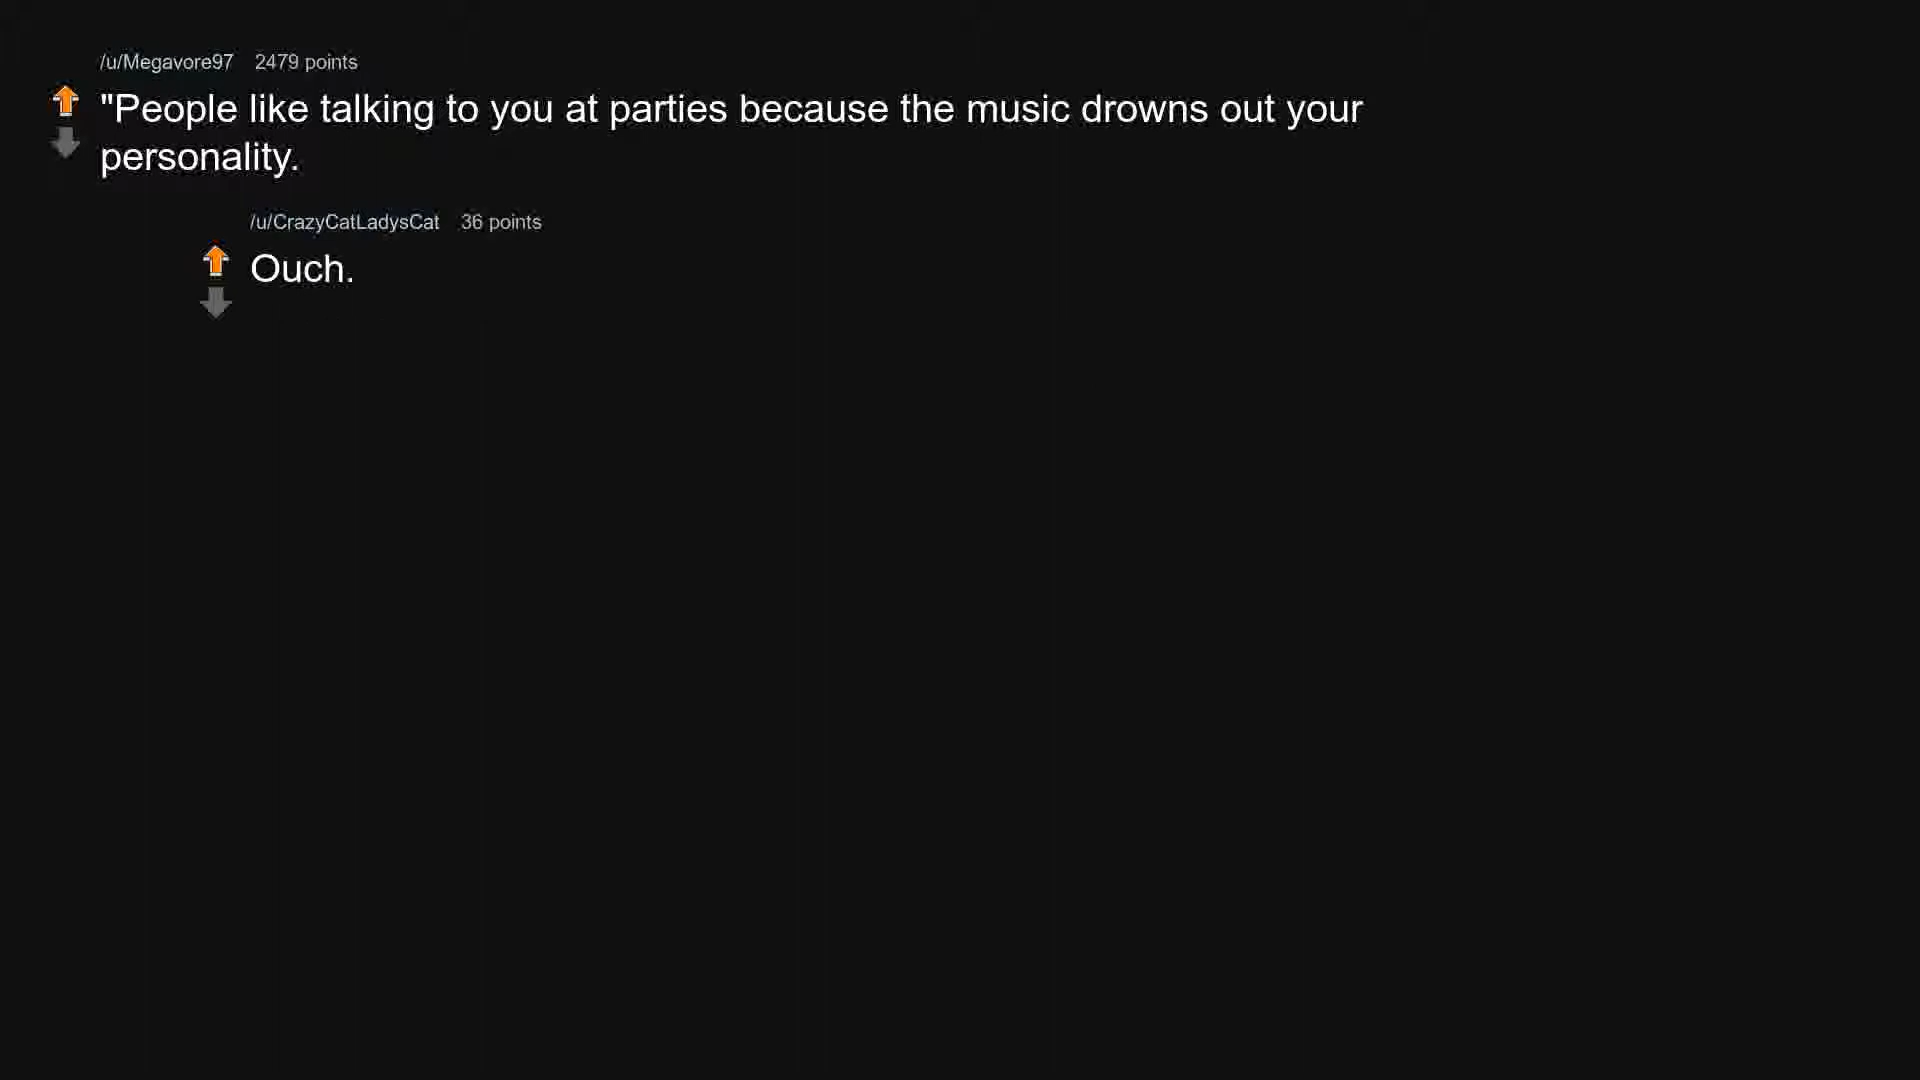 /u/Megavore97 2479 points
"People like talking to you at parties because the music drowns out your
personality.
/u/CrazyCatLadysCat 36 points
Ouch.